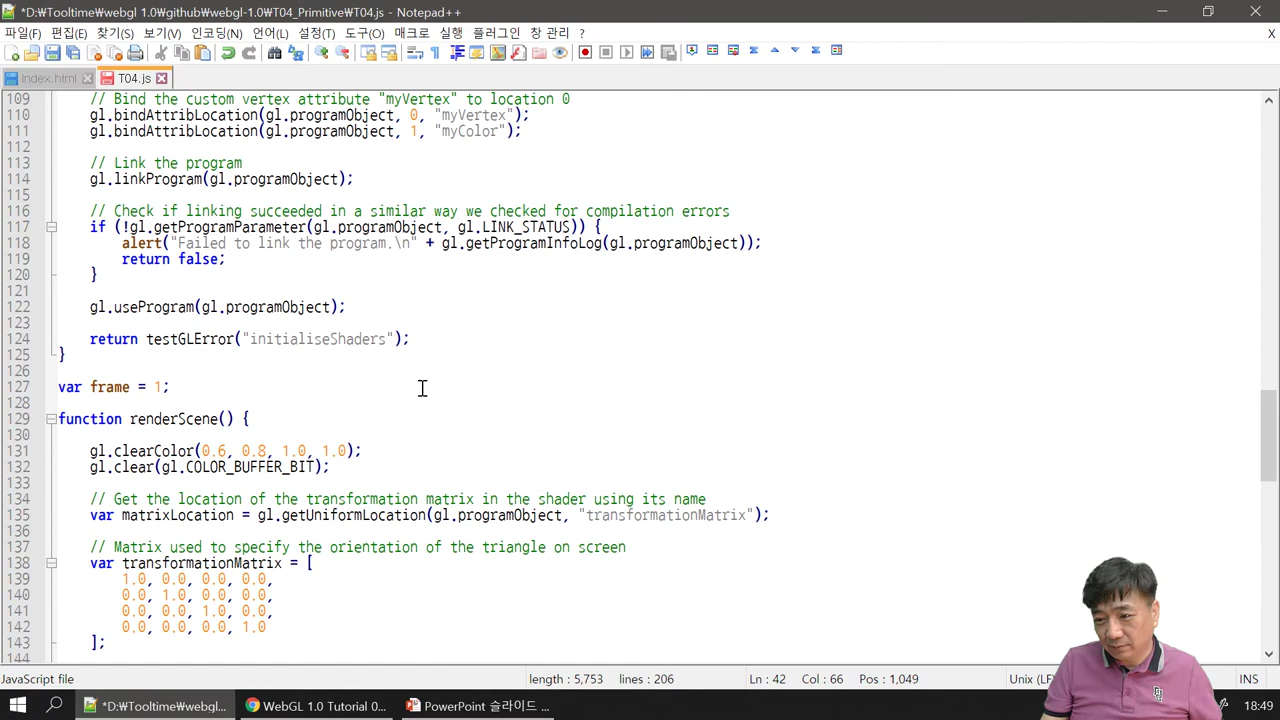 *D:₩Tooltime₩webgl 1.0₩github₩webgl-1.0₩T04_Primitive₩T04.js - Notepad++
파일(F) 편집(E) 찾기(S) 보기(V) 인코딩(N) 언어(L) 설정(T) 도구(O) 매크로 실행 플러그인 창 관리 ? X
index.html T04.js
109 // Bind the custom vertex attribute "myVertex" to location 0
110 gl.bindAttribLocation(gl.programObject, 0, "myVertex");
111 gl.bindAttribLocation(gl.programObject, 1, "myColor");
112
113 // Link the program
114 gl.linkProgram(gl.programObject);
115
116 // Check if linking succeeded in a similar way we checked for compilation errors
117 if (!gl.getProgramParameter(gl.programObject, gl.LINK_STATUS)) {
118 alert("Failed to link the program.\n" + gl.getProgramInfoLog(gl.programObject));
119 return false;
120 }
121
122 gl.useProgram(gl.programObject);
123
124 return testGLError("initialiseShaders");
125 }
126
127 var frame = 1;
128
129 function renderScene() {
130
131 gl.clearColor(0.6, 0.8, 1.0, 1.0);
132 gl.clear(gl.COLOR_BUFFER_BIT);
133
134 // Get the location of the transformation matrix in the shader using its name
135 var matrixLocation = gl.getUniformLocation(gl.programObject, "transformationMatrix");
136
137 // Matrix used to specify the orientation of the triangle on screen
138 var transformationMatrix = [
139 1.0, 0.0, 0.0, 0.0,
140 0.0, 1.0, 0.0, 0.0,
141 0.0, 0.0, 1.0, 0.0,
142 0.0, 0.0, 0.0, 1.0
143 ];
144
JavaScript file length : 5,753 lines : 206 Ln : 42 Col : 66 Pos : 1,049 Unix (LF) INS
*D:₩Tooltime₩webgl... WebGL 1.0 Tutorial 0... PowerPoint 슬라이드 ... 18:49